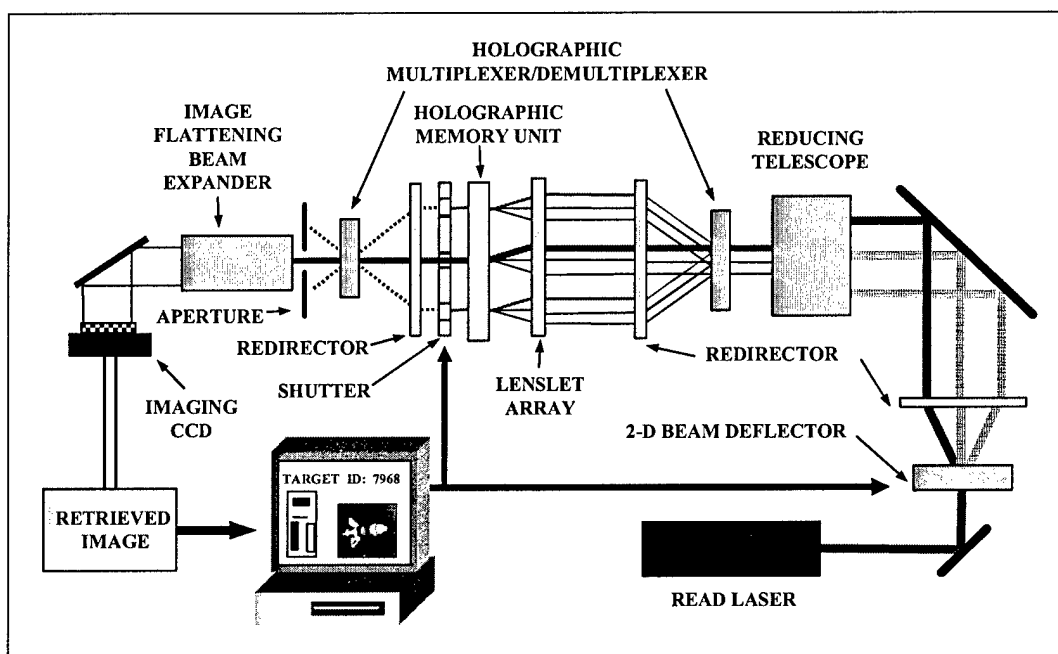 HOLOGRAPHIC
MULTIPLEXER/DEMULTIPLEXER
IMAGE
FLATTENING
BEAM
EXPANDER
HOLOGRAPHIC
MEMORY UNIT
REDUCING
TELESCOPE
APERTURE
REDIRECTOR
SHUTTER
LENSLET
ARRAY
REDIRECTOR
IMAGING
CCD
2-D BEAM DEFLECTOR
TARGET ID: 7968
RETRIEVED
IMAGE
READ LASER